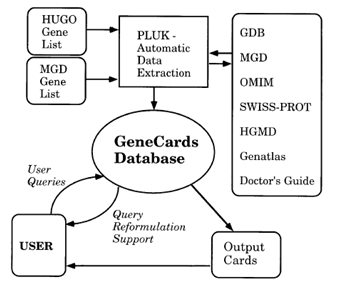 HUGO
Gene
List
MGD
Gene
List
PLUK -
Automatic
Data
Extraction
GDB
MGD
OMIM
SWISS-PROT
HGMD
Genatlas
Doctor's Guide
GeneCards
Database
User
Queries
Query
Reformulation
Support
USER
Output
Cards